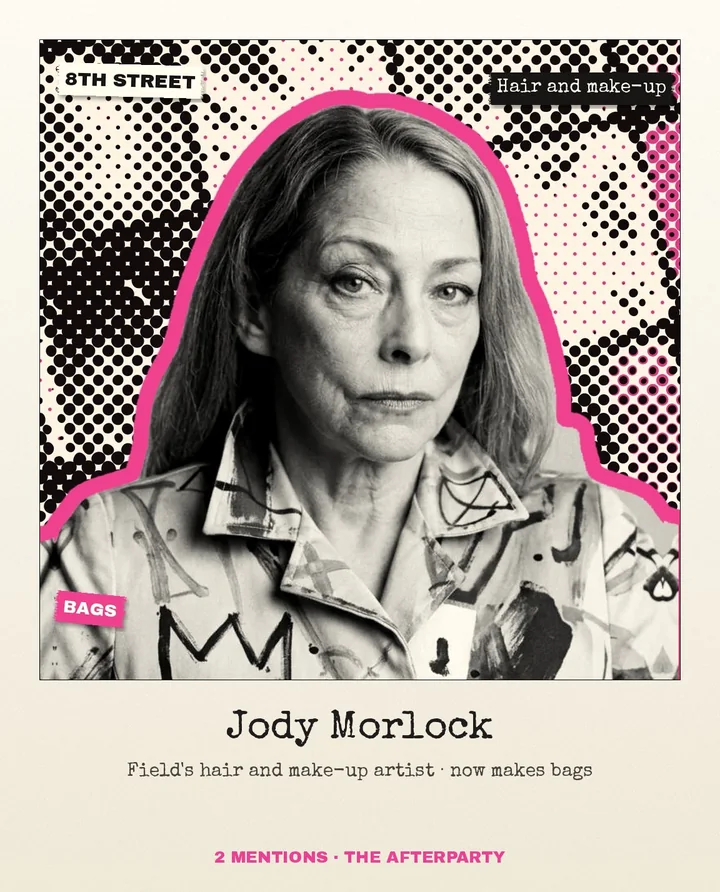 8TH STREET
Hair and make-up
BAGS
Jody Morlock
Field's hair and make-up artist · now makes bags
2 MENTIONS · THE AFTERPARTY